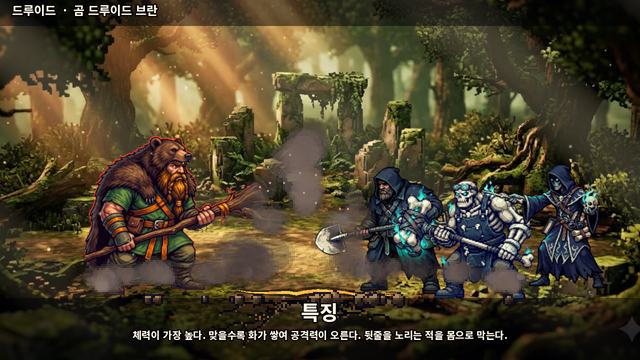 드루이드 · 곰 드루이드 브란
특징
체력이 가장 높다. 맞을수록 화가 쌓여 공격력이 오른다. 뒷줄을 노리는 적을 몸으로 막는다.